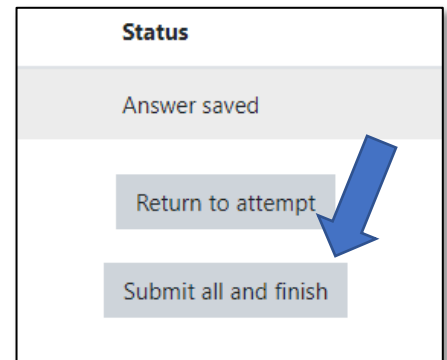 Status
Answer saved
Return to attempt
Submit all and finish